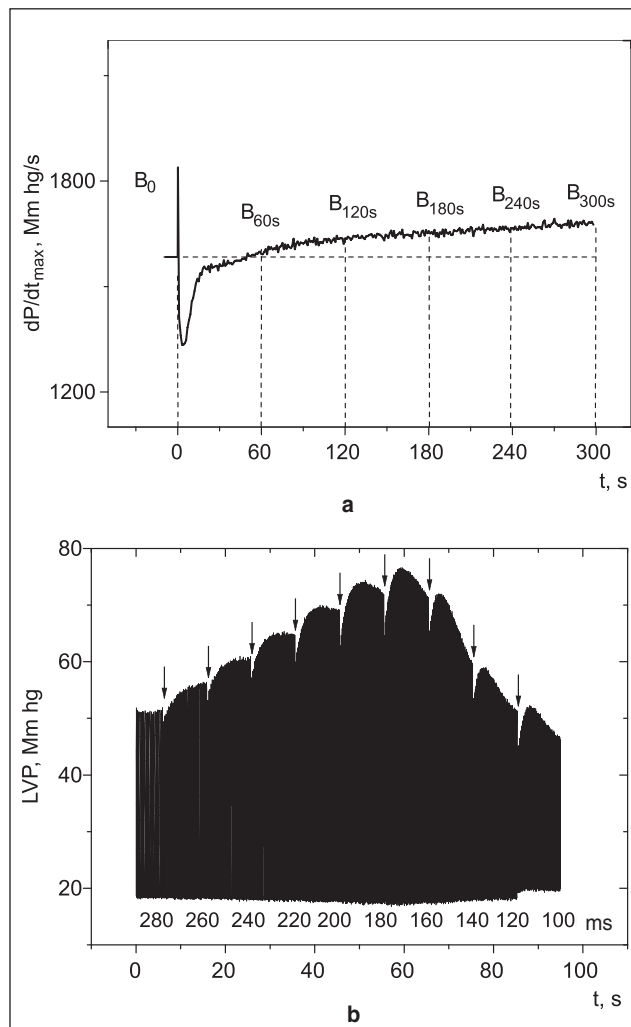 dP/dtmax, Mm hg/s
1800
1200
B0
B60s
B120s
B180s
B240s
B300s
0 60 120 180 240 300
t, s
a
LVP, Mm hg
80
60
40
20
280 260 240 220 200 180 160 140 120 100 ms
0 20 40 60 80 100
t, s
b